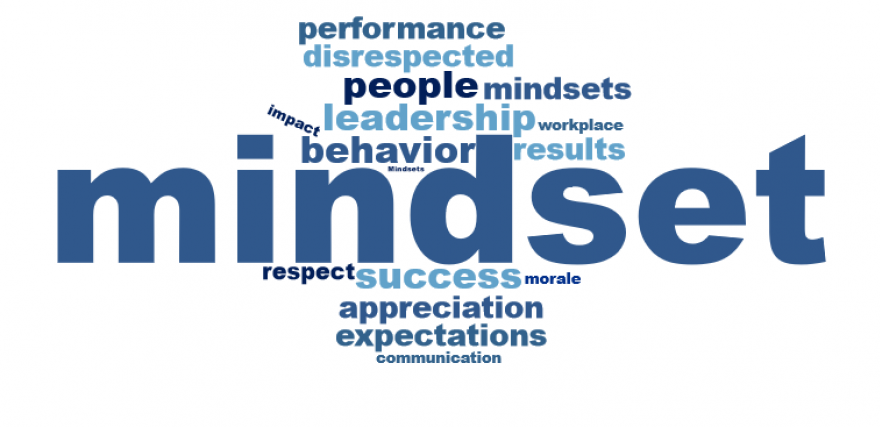 performance
disrespected
people mindsets
impact leadership workplace
behavior results
Mindsets
mindset
respect success morale
appreciation
expectations
communication